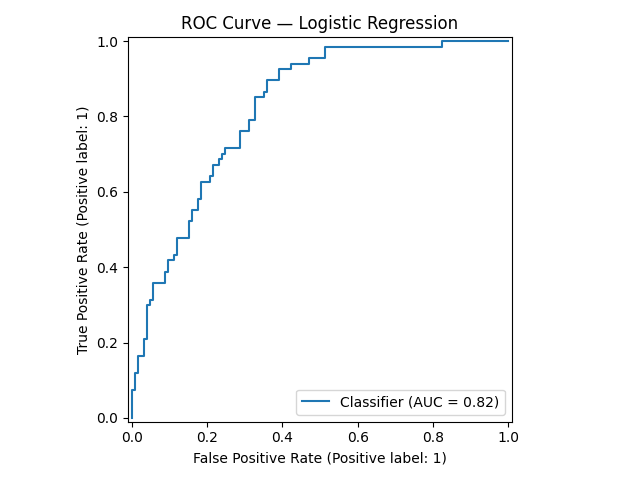 ROC Curve — Logistic Regression
True Positive Rate (Positive label: 1)
1.0
0.8
0.6
0.4
0.2
0.0
Classifier (AUC = 0.82)
0.0 0.2 0.4 0.6 0.8 1.0
False Positive Rate (Positive label: 1)